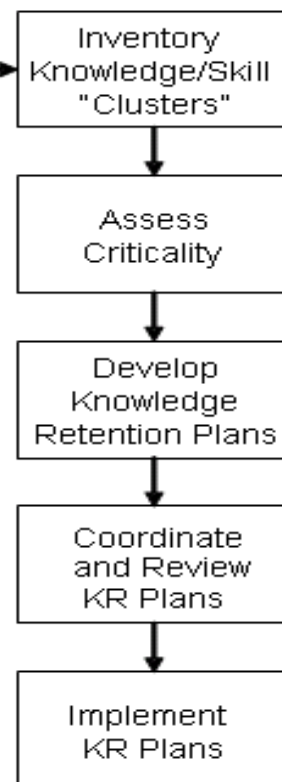 Inventory
Knowledge/Skill
"Clusters"
Assess
Criticality
Develop
Knowledge
Retention Plans
Coordinate
and Review
KR Plans
Implement
KR Plans